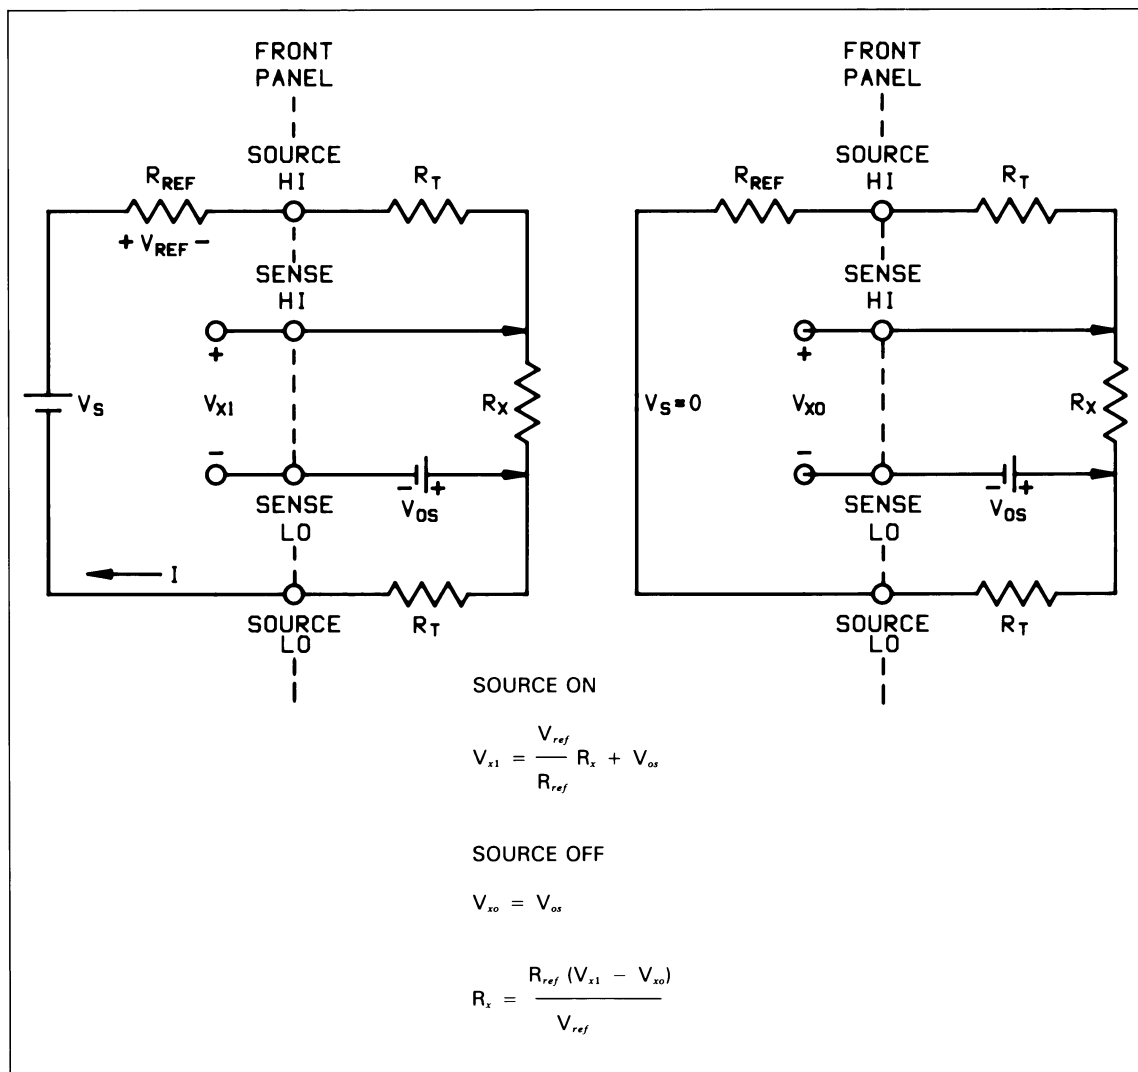 FRONT
PANEL
SOURCE
HI
R_REF
+ V_REF -
R_T
SENSE
HI
+
V_X1
-
V_S
R_X
- +
V_OS
SENSE
LO
I
R_T
SOURCE
LO
FRONT
PANEL
SOURCE
HI
R_REF
R_T
SENSE
HI
+
V_S=0
V_X0
-
R_X
- +
V_OS
SENSE
LO
R_T
SOURCE
LO
SOURCE ON
V_x1 = V_ref / R_ref R_x + V_os
SOURCE OFF
V_xo = V_os
R_x = R_ref (V_x1 - V_xo) / V_ref